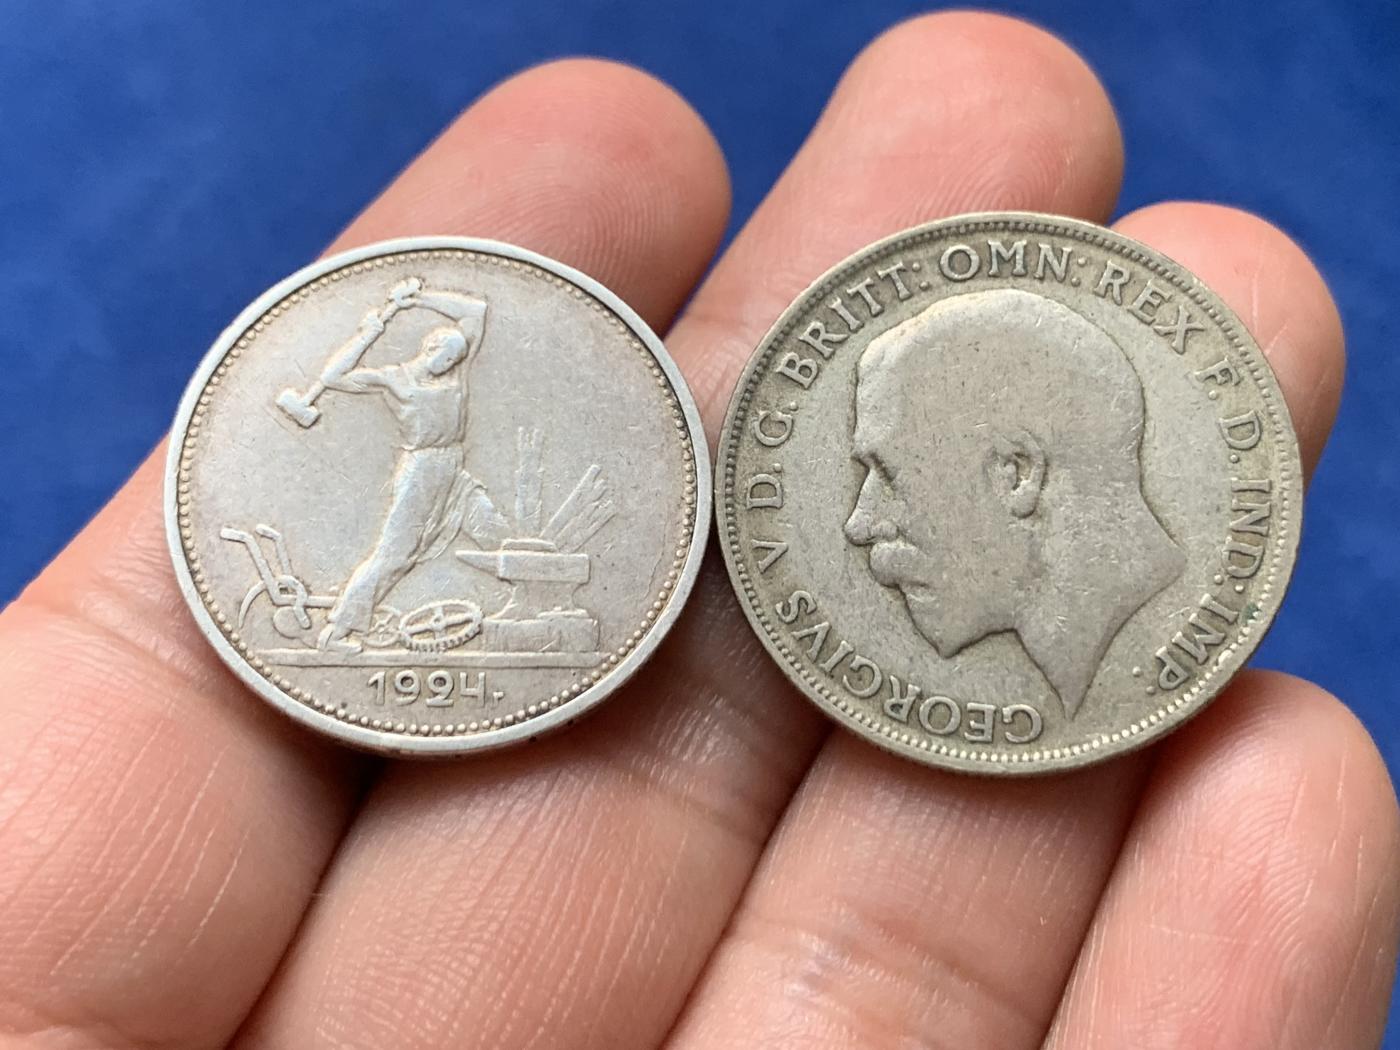 1924.
GEORGIVS V D.G. BRITT: OMN: REX F. D. IND: IMP: